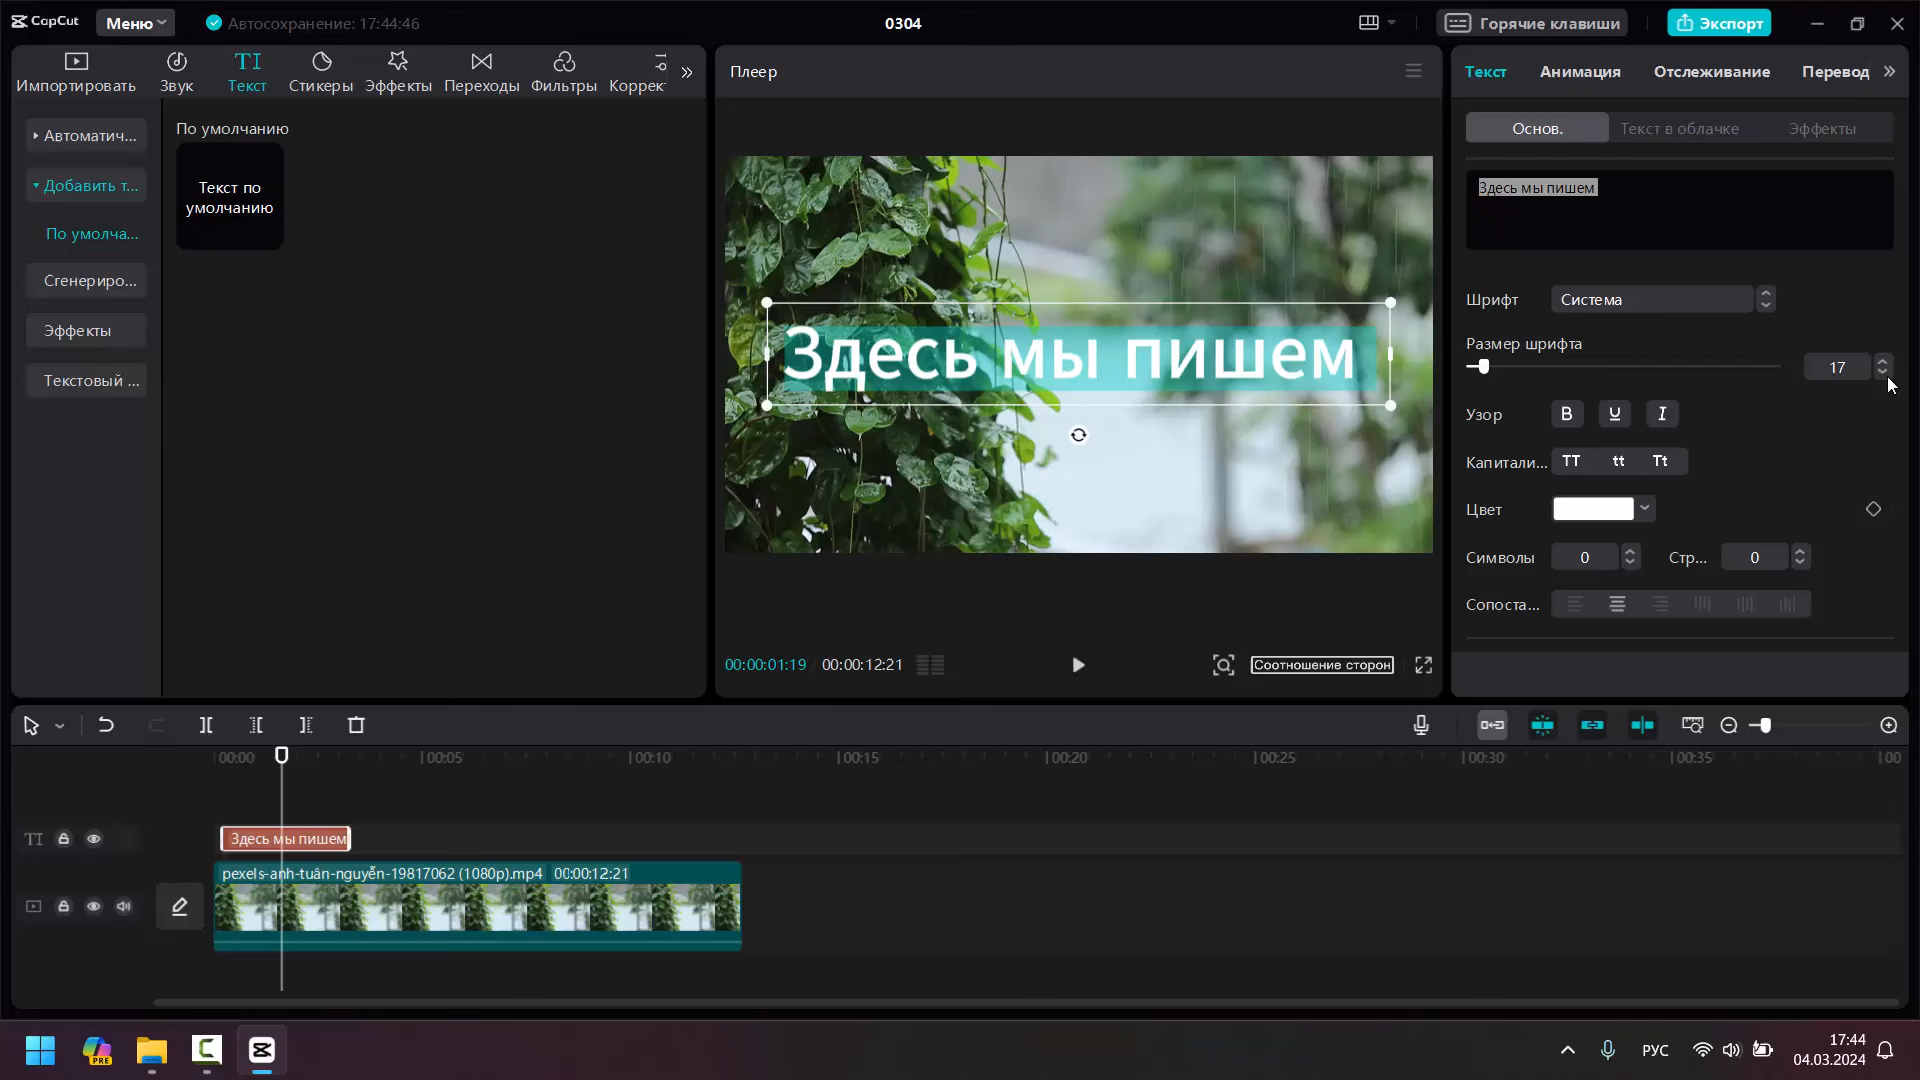 CapCut
Меню
Автосохранение: 17:44:46
0304
Горячие клавиши
Экспорт
Импортировать
Звук
Текст
Стикеры
Эффекты
Переходы
Фильтры
Коррек
Автоматич...
Добавить т...
По умолча...
Сгенериро...
Эффекты
Текстовый ...
По умолчанию
Текст по
умолчанию
Плеер
Здесь мы пишем
00:00:01:19
00:00:12:21
Соотношение сторон
Текст
Анимация
Отслеживание
Перевод
Основ.
Текст в облачке
Эффекты
Здесь мы пишем
Шрифт
Система
Размер шрифта
17
Узор
B U I
Капитали...
TT tt Tt
Цвет
Символы
0
Стр...
0
Сопоста...
00:00
00:05
00:10
00:15
00:20
00:25
00:30
00:35
00
TI
Здесь мы пишем
pexels-anh-tuân-nguyễn-19817062 (1080p).mp4 00:00:12:21
PRE
РУС
17:44
04.03.2024